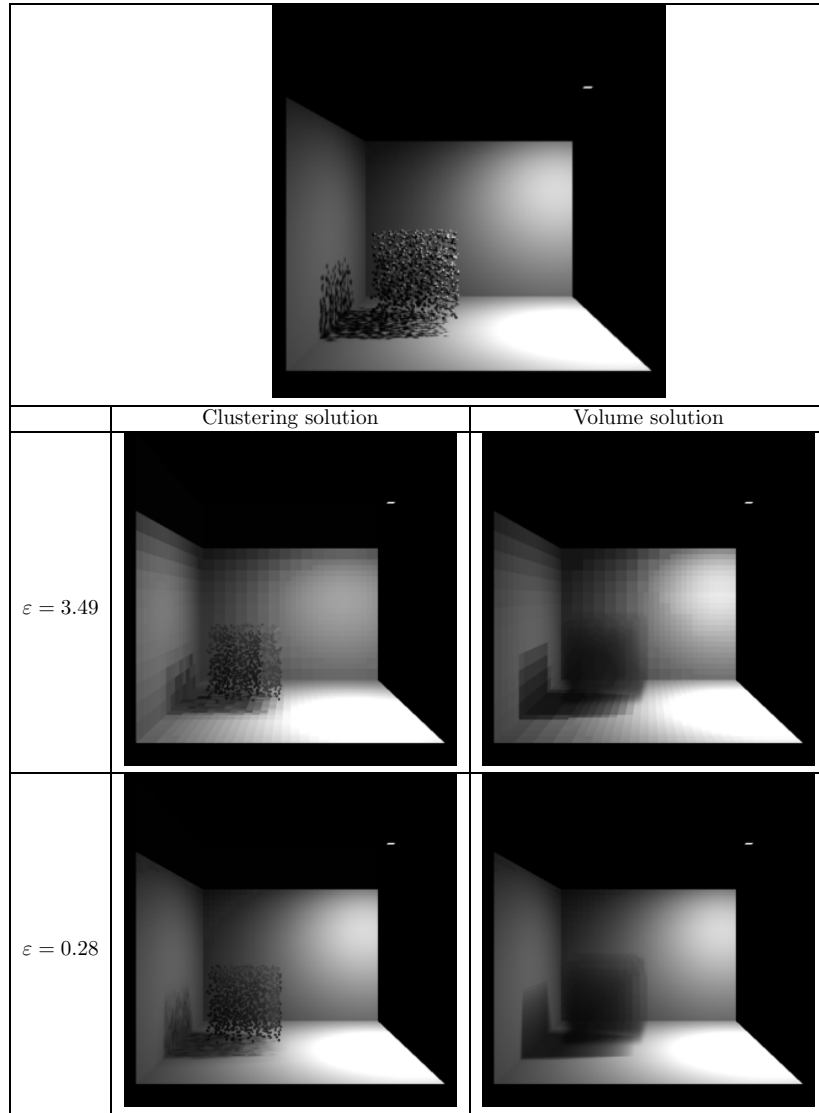 Clustering solution Volume solution
ε = 3.49
ε = 0.28